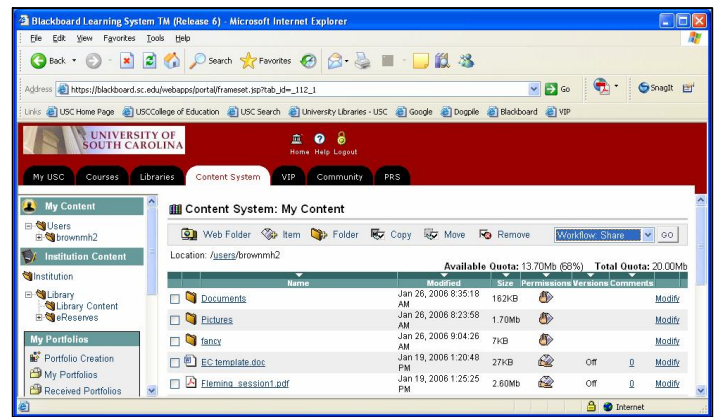 Blackboard Learning System TM (Release 6) - Microsoft Internet Explorer
File Edit View Favorites Tools Help
Back Search Favorites
Address https://blackboard.sc.edu/webapps/portal/frameset.jsp?tab_id=_112_1 Go SnagIt
Links USC Home Page USCCollege of Education USC Search University Libraries - USC Google Dogpile Blackboard VIP
UNIVERSITY OF
SOUTH CAROLINA
Home Help Logout
My USC Courses Libraries Content System VIP Community PRS
My Content
Users
brownmh2
Institution Content
Institution
Library
Library Content
eReserves
My Portfolios
Portfolio Creation
My Portfolios
Received Portfolios
Content System: My Content
Web Folder Item Folder Copy Move Remove Workflow: Share GO
Location: /users/brownmh2
Available Quota: 13.70Mb (68%) Total Quota: 20.00Mb
Name Modified Size Permissions Versions Comments
Documents Jan 26, 2006 8:35:18 AM 162KB Modify
Pictures Jan 26, 2006 8:23:58 AM 1.70Mb Modify
fancy Jan 26, 2006 9:04:26 AM 7KB Modify
EC template.doc Jan 19, 2006 1:20:48 PM 27KB Off 0 Modify
Fleming_session1.pdf Jan 19, 2006 1:25:25 PM 2.60Mb Off 0 Modify
Internet